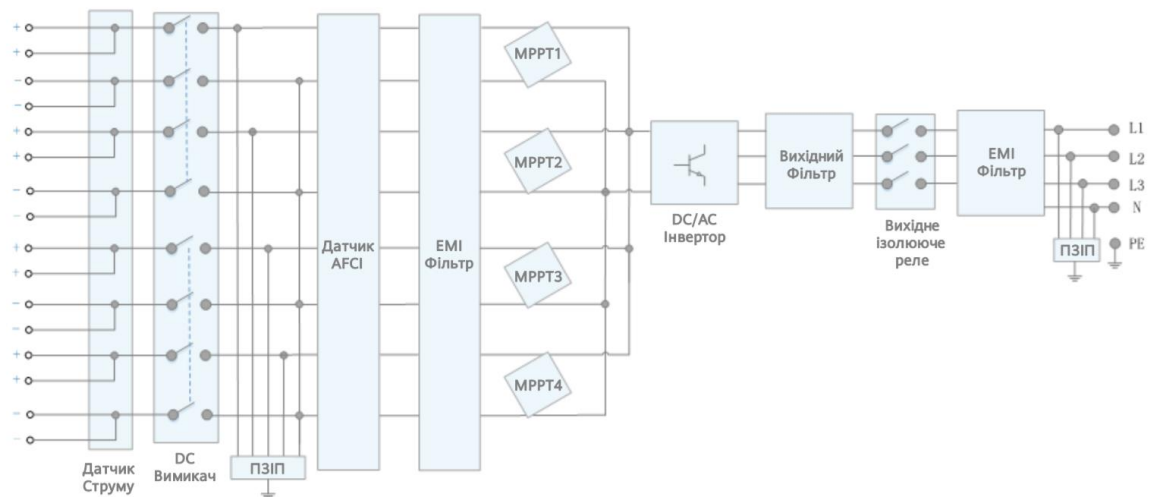 +
+
−
−
+
+
−
−
+
+
−
−
+
+
−
−
Датчик
Струму
DC
Вимикач
ПЗІП
Датчик
AFCI
EMI
Фільтр
MPPT1
MPPT2
MPPT3
MPPT4
DC/AC
Інвертор
Вихідний
Фільтр
Вихідне
ізолююче
реле
EMI
Фільтр
ПЗІП
L1
L2
L3
N
PE